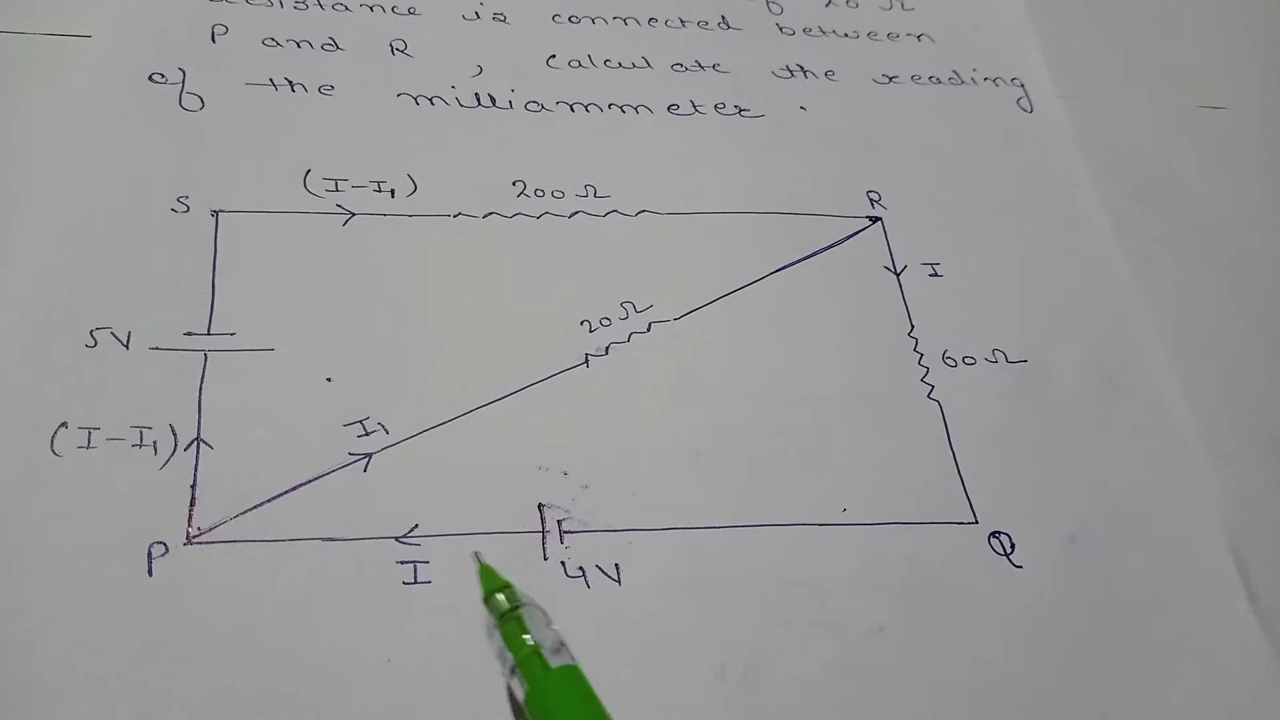 resistance is connected between
P and R , calculate the reading
of the milliammeter .
S
(I-I₁)
200 Ω
R
I
20 Ω
5V
60 Ω
(I-I₁)
I₁
P
I
4V
Q